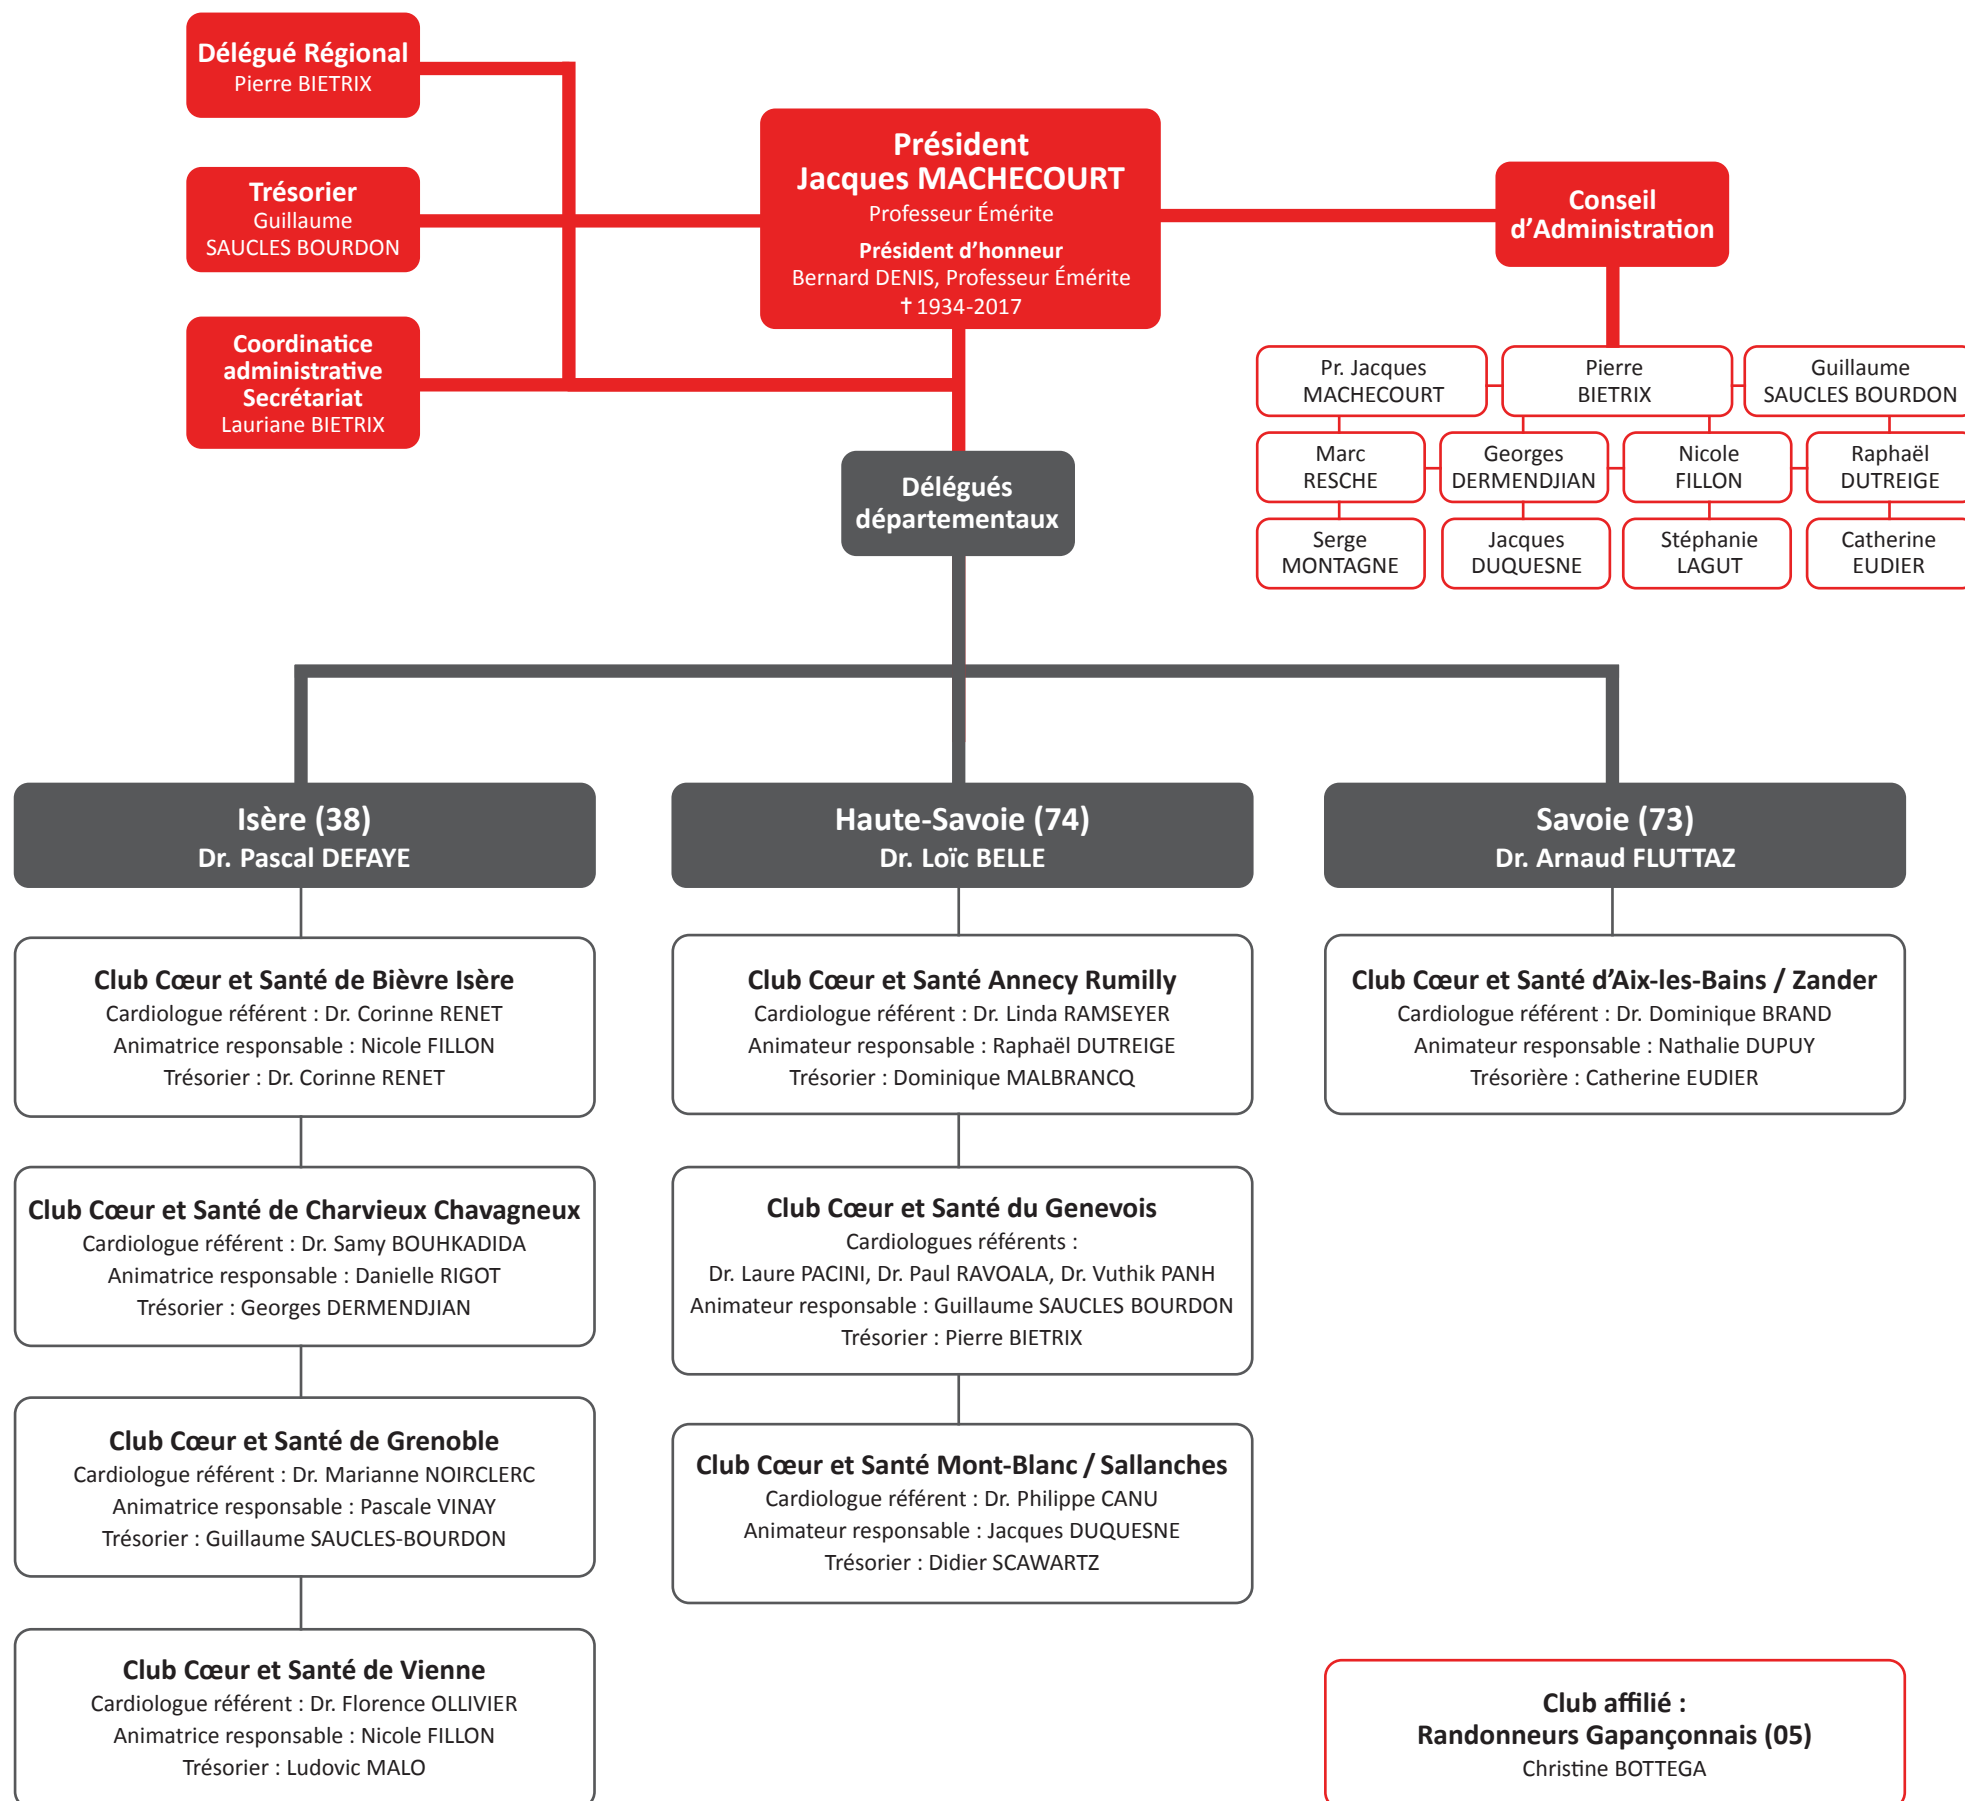 Délégué Régional
Pierre BIETRIX
Trésorier
Guillaume
SAUCLES BOURDON
Coordinatice
administrative
Secrétariat
Lauriane BIETRIX
Président
Jacques MACHECOURT
Professeur Émérite
Président d’honneur
Bernard DENIS, Professeur Émérite
✝ 1934-2017
Conseil
d’Administration
Pr. Jacques
MACHECOURT
Pierre
BIETRIX
Guillaume
SAUCLES BOURDON
Marc
RESCHE
Georges
DERMENDJIAN
Nicole
FILLON
Raphaël
DUTREIGE
Serge
MONTAGNE
Jacques
DUQUESNE
Stéphanie
LAGUT
Catherine
EUDIER
Délégués
départementaux
Isère (38)
Dr. Pascal DEFAYE
Club Cœur et Santé de Bièvre Isère
Cardiologue référent : Dr. Corinne RENET
Animatrice responsable : Nicole FILLON
Trésorier : Dr. Corinne RENET
Club Cœur et Santé de Charvieux Chavagneux
Cardiologue référent : Dr. Samy BOUHKADIDA
Animatrice responsable : Danielle RIGOT
Trésorier : Georges DERMENDJIAN
Club Cœur et Santé de Grenoble
Cardiologue référent : Dr. Marianne NOIRCLERC
Animatrice responsable : Pascale VINAY
Trésorier : Guillaume SAUCLES-BOURDON
Club Cœur et Santé de Vienne
Cardiologue référent : Dr. Florence OLLIVIER
Animatrice responsable : Nicole FILLON
Trésorier : Ludovic MALO
Haute-Savoie (74)
Dr. Loïc BELLE
Club Cœur et Santé Annecy Rumilly
Cardiologue référent : Dr. Linda RAMSEYER
Animateur responsable : Raphaël DUTREIGE
Trésorier : Dominique MALBRANCQ
Club Cœur et Santé du Genevois
Cardiologues référents :
Dr. Laure PACINI, Dr. Paul RAVOALA, Dr. Vuthik PANH
Animateur responsable : Guillaume SAUCLES BOURDON
Trésorier : Pierre BIETRIX
Club Cœur et Santé Mont-Blanc / Sallanches
Cardiologue référent : Dr. Philippe CANU
Animateur responsable : Jacques DUQUESNE
Trésorier : Didier SCAWARTZ
Savoie (73)
Dr. Arnaud FLUTTAZ
Club Cœur et Santé d’Aix-les-Bains / Zander
Cardiologue référent : Dr. Dominique BRAND
Animateur responsable : Nathalie DUPUY
Trésorière : Catherine EUDIER
Club affilié :
Randonneurs Gapançonnais (05)
Christine BOTTEGA